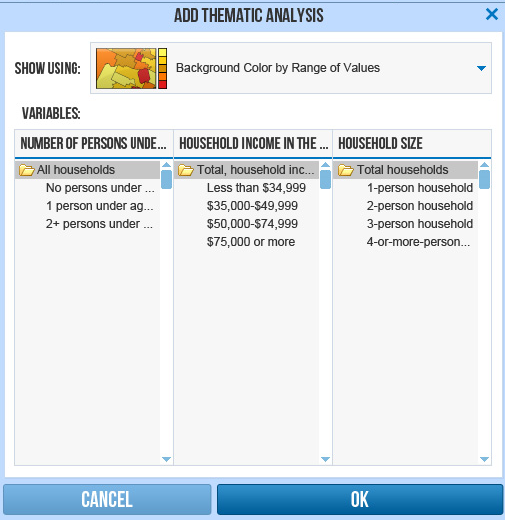 ADD THEMATIC ANALYSIS
SHOW USING:
Background Color by Range of Values
VARIABLES:
NUMBER OF PERSONS UNDE...
HOUSEHOLD INCOME IN THE ...
HOUSEHOLD SIZE
All households
No persons under ...
1 person under ag...
2+ persons under ...
Total, household inc...
Less than $34,999
$35,000-$49,999
$50,000-$74,999
$75,000 or more
Total households
1-person household
2-person household
3-person household
4-or-more-person...
CANCEL
OK